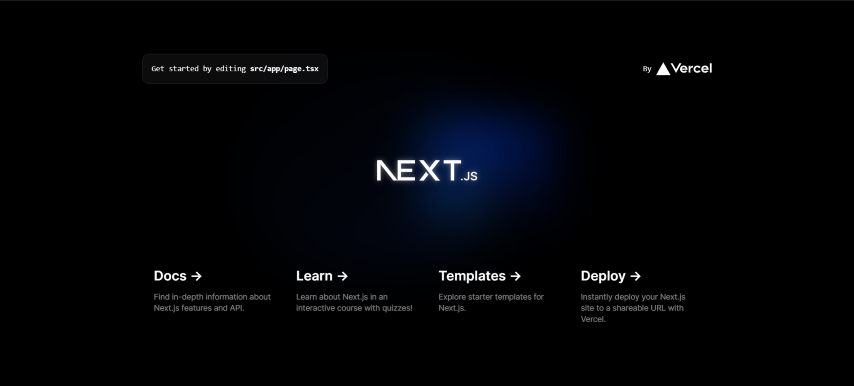 Get started by editing src/app/page.tsx
By Vercel
NEXT.JS
Docs ->
Find in-depth information about
Next.js features and API.
Learn ->
Learn about Next.js in an
interactive course with quizzes!
Templates ->
Explore starter templates for
Next.js.
Deploy ->
Instantly deploy your Next.js
site to a shareable URL with
Vercel.